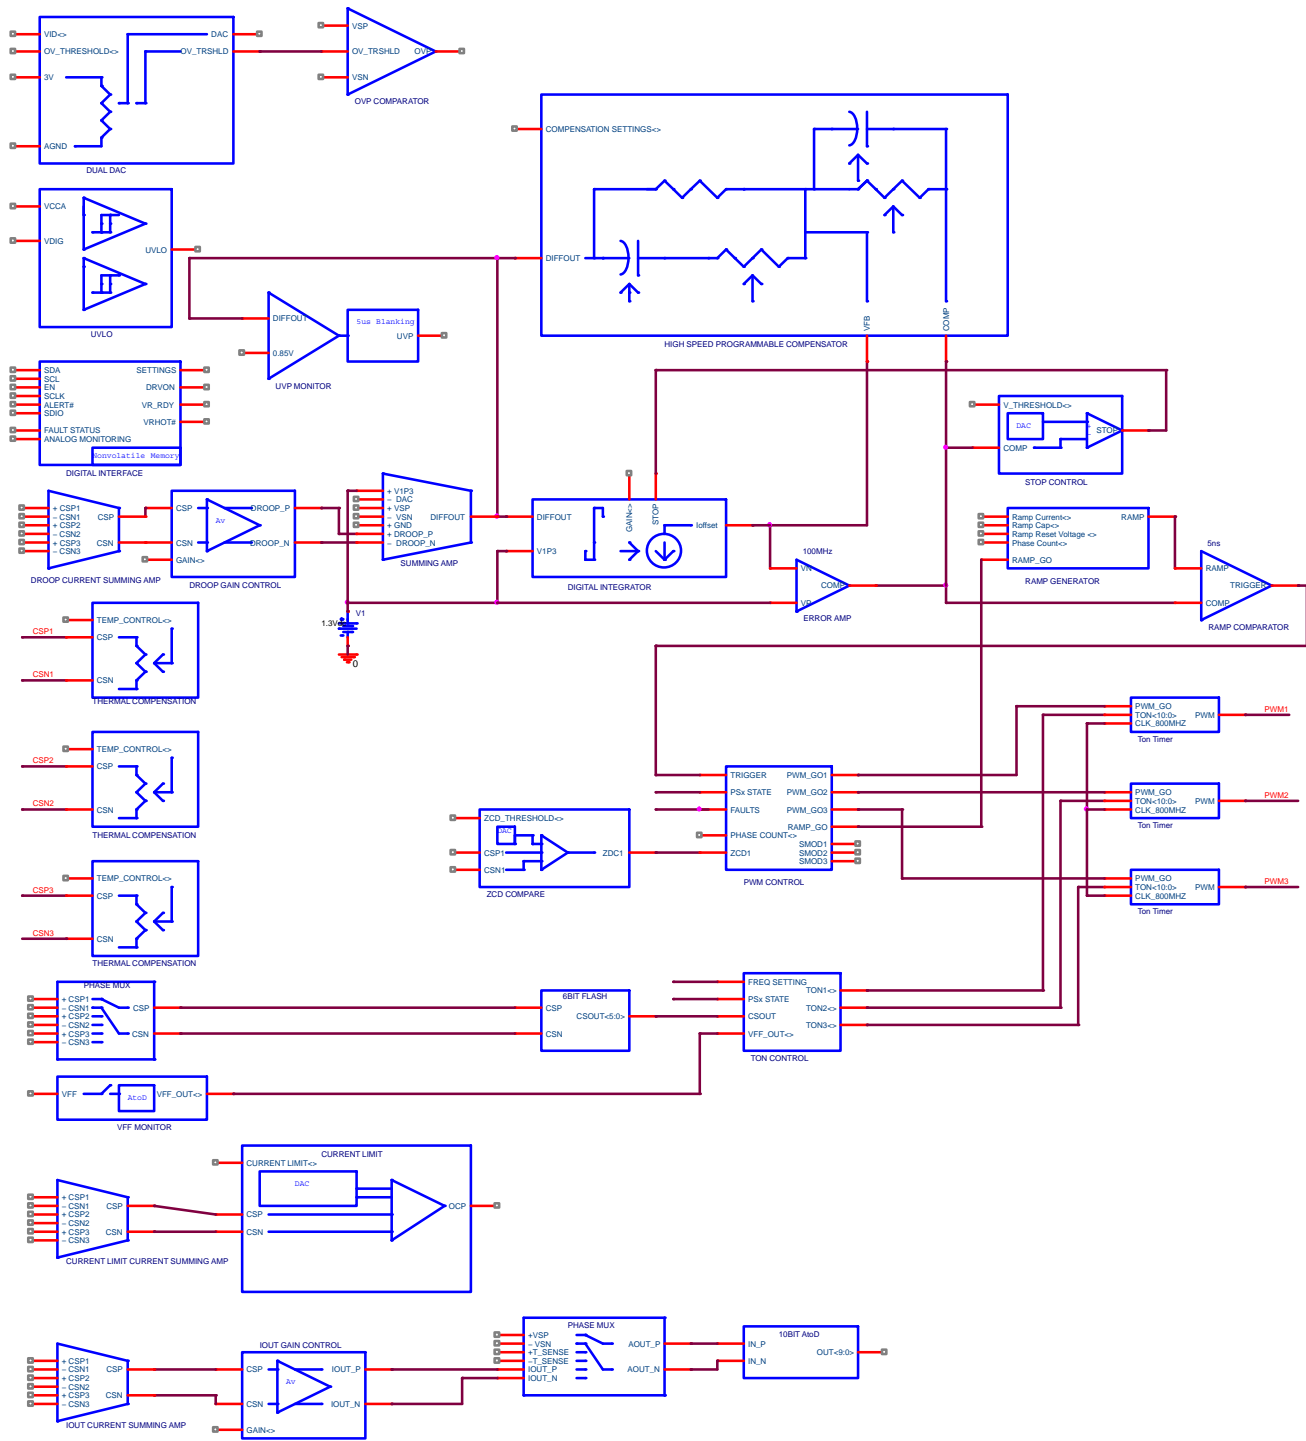 VID<>
OV_THRESHOLD<>
3V
AGND
DAC
OV_TRSHLD
DUAL DAC
VSP
OV_TRSHLD
VSN
OVP
OVP COMPARATOR
VCCA
VDIG
UVLO
UVLO
DIFFOUT
0.85V
UVP MONITOR
5us Blanking
UVP
COMPENSATION SETTINGS<>
DIFFOUT
VFB
COMP
HIGH SPEED PROGRAMMABLE COMPENSATOR
SDA
SCL
EN
SCLK
ALERT#
SDIO
FAULT STATUS
ANALOG MONITORING
SETTINGS
DRVON
VR_RDY
VRHOT#
Nonvolatile Memory
DIGITAL INTERFACE
V_THRESHOLD<>
DAC
COMP
STOP
STOP CONTROL
+ CSP1
− CSN1
+ CSP2
− CSN2
+ CSP3
− CSN3
CSP
CSN
DROOP CURRENT SUMMING AMP
CSP
CSN
Av
DROOP_P
DROOP_N
GAIN<>
DROOP GAIN CONTROL
+ V1P3
− DAC
+ VSP
− VSN
+ GND
+ DROOP_P
− DROOP_N
DIFFOUT
SUMMING AMP
DIFFOUT
V1P3
GAIN<>
STOP
Ioffset
DIGITAL INTEGRATOR
100MHz
VN
VP
COMP
ERROR AMP
Ramp Current<>
Ramp Cap<>
Ramp Reset Voltage <>
Phase Count<>
RAMP_GO
RAMP
RAMP GENERATOR
5ns
RAMP
COMP
TRIGGER
RAMP COMPARATOR
V1
1.3V
0
TEMP_CONTROL<>
CSP1
CSP
CSN1
CSN
THERMAL COMPENSATION
TEMP_CONTROL<>
CSP2
CSP
CSN2
CSN
THERMAL COMPENSATION
TEMP_CONTROL<>
CSP3
CSP
CSN3
CSN
THERMAL COMPENSATION
ZCD_THRESHOLD<>
DAC
CSP1
CSN1
ZDC1
ZCD COMPARE
TRIGGER
PSx STATE
FAULTS
PHASE COUNT<>
ZCD1
PWM_GO1
PWM_GO2
PWM_GO3
RAMP_GO
SMOD1
SMOD2
SMOD3
PWM CONTROL
PWM_GO
TON<10:0>
CLK_800MHZ
PWM
PWM1
Ton Timer
PWM_GO
TON<10:0>
CLK_800MHZ
PWM
PWM2
Ton Timer
PWM_GO
TON<10:0>
CLK_800MHZ
PWM
PWM3
Ton Timer
PHASE MUX
+ CSP1
− CSN1
+ CSP2
− CSN2
+ CSP3
− CSN3
CSP
CSN
6BIT FLASH
CSP
CSN
CSOUT<5:0>
FREQ SETTING
PSx STATE
CSOUT
VFF_OUT<>
TON1<>
TON2<>
TON3<>
TON CONTROL
VFF
AtoD
VFF_OUT<>
VFF MONITOR
+ CSP1
− CSN1
+ CSP2
− CSN2
+ CSP3
− CSN3
CSP
CSN
CURRENT LIMIT CURRENT SUMMING AMP
CURRENT LIMIT
CURRENT LIMIT<>
DAC
CSP
CSN
OCP
+ CSP1
− CSN1
+ CSP2
− CSN2
+ CSP3
− CSN3
CSP
CSN
IOUT CURRENT SUMMING AMP
IOUT GAIN CONTROL
CSP
CSN
Av
IOUT_P
IOUT_N
GAIN<>
PHASE MUX
+VSP
− VSN
+T_SENSE
−T_SENSE
IOUT_P
IOUT_N
AOUT_P
AOUT_N
10BIT AtoD
IN_P
IN_N
OUT<9:0>